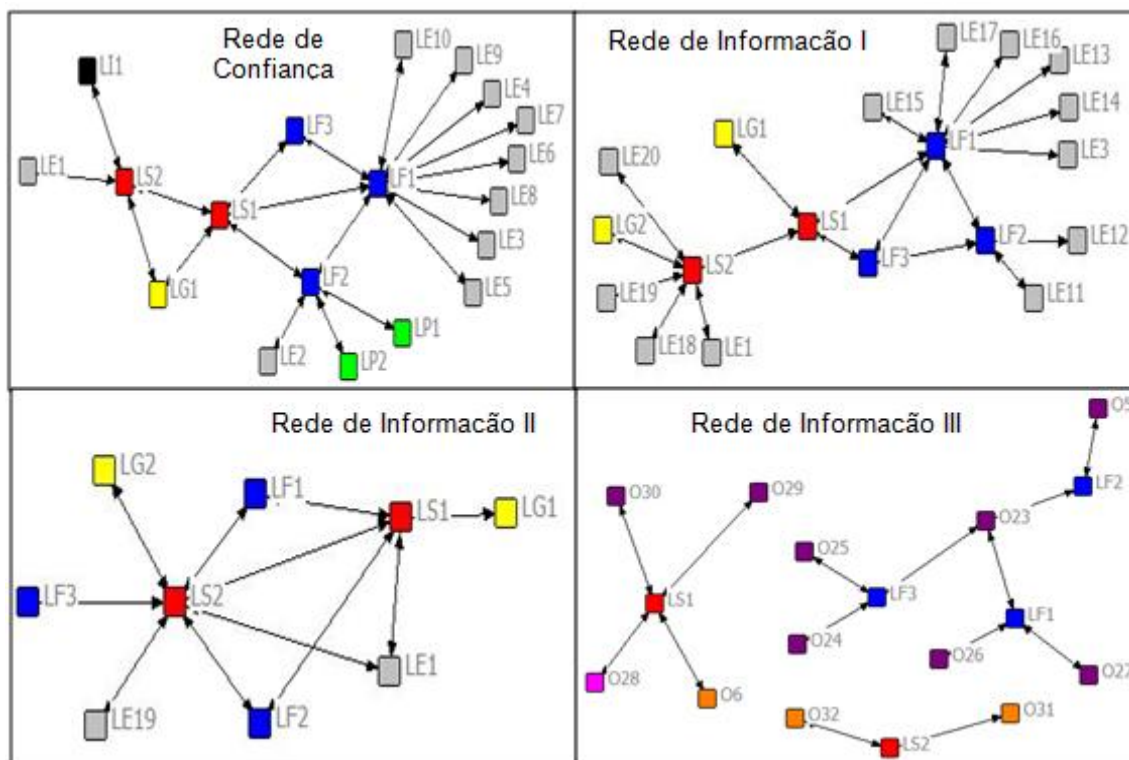 Rede de
Confianca
LI1
LE1
LS2
LG1
LS1
LF3
LF1
LF2
LE10
LE9
LE4
LE7
LE6
LE8
LE3
LE5
LE2
LP2
LP1
Rede de Informacão I
LE17
LE16
LE13
LE15
LE14
LG1
LF1
LE3
LE20
LG2
LS1
LF2
LE12
LS2
LF3
LE19
LE11
LE18
LE1
Rede de Informacão II
LG2
LF1
LS1
LG1
LF3
LS2
LE1
LE19
LF2
Rede de Informacão III
O5
LF2
O30
O29
O23
O25
LS1
LF3
LF1
O24
O26
O28
O6
O27
O32
O31
LS2